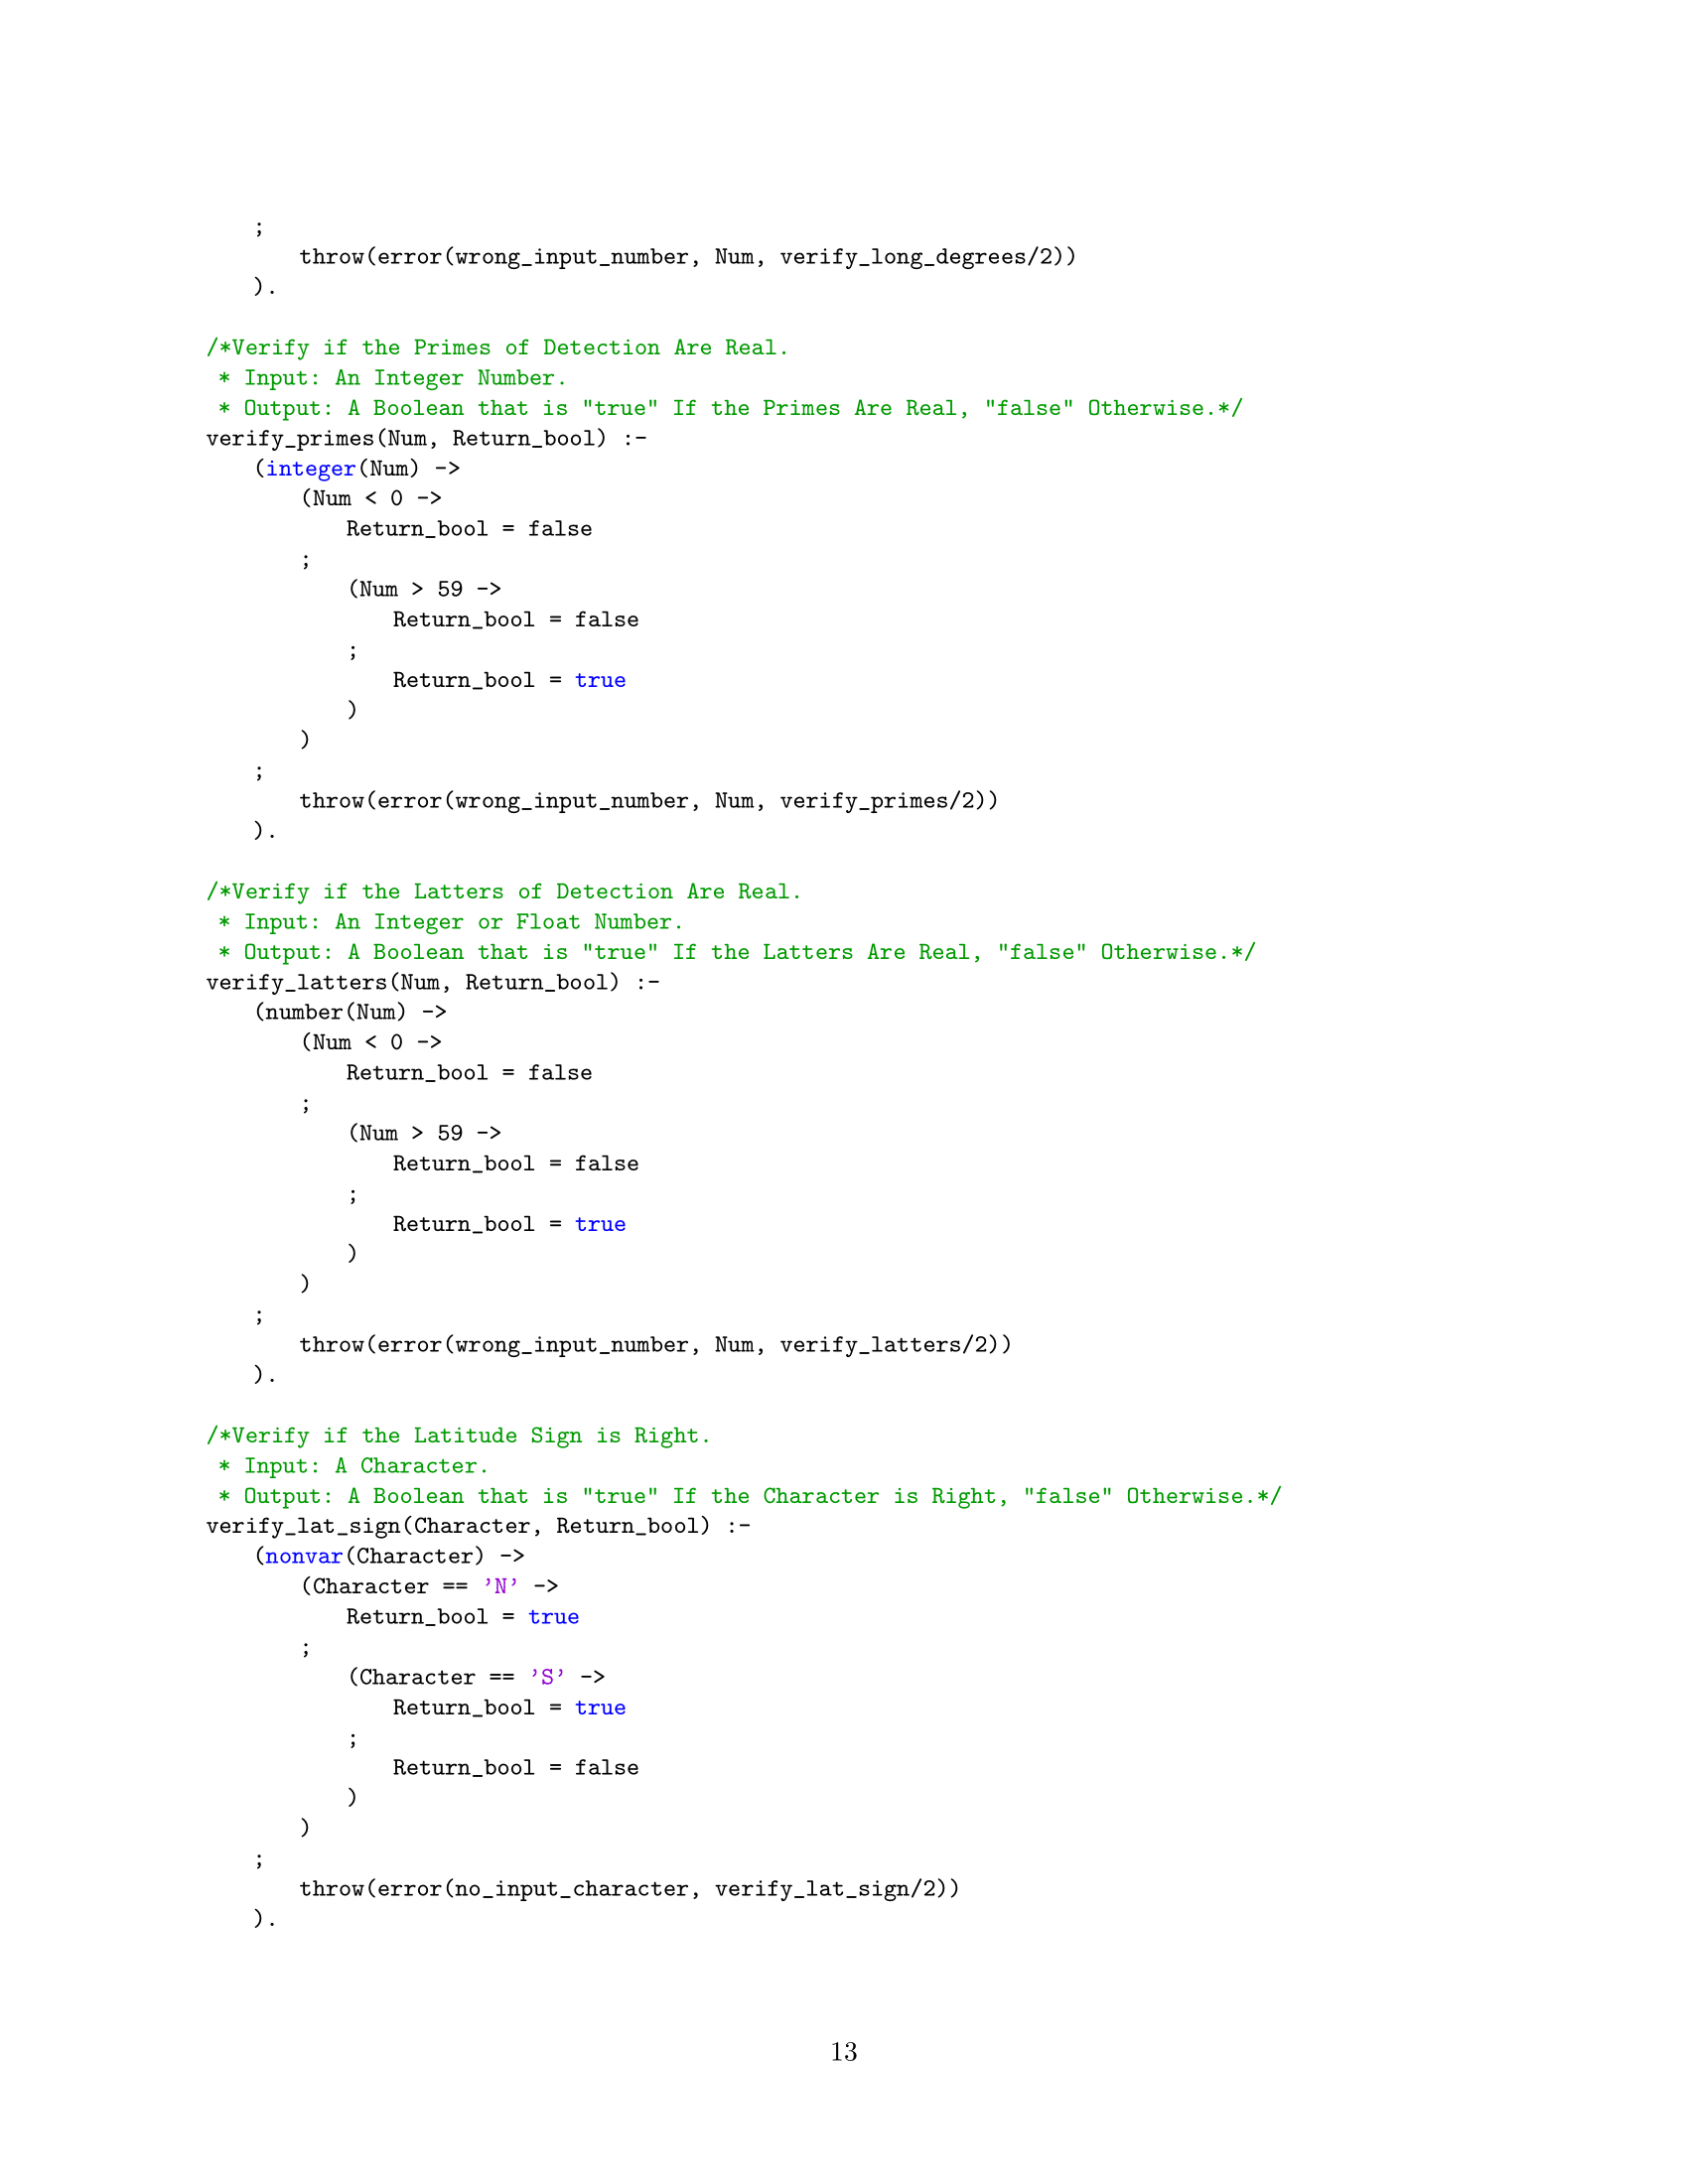 ;
throw(error(wrong_input_number, Num, verify_long_degrees/2))
).
/*Verify if the Primes of Detection Are Real.
* Input: An Integer Number.
* Output: A Boolean that is "true" If the Primes Are Real, "false" Otherwise.*/
verify_primes(Num, Return_bool) :-
(integer(Num) ->
(Num < 0 ->
Return_bool = false
;
(Num > 59 ->
Return_bool = false
;
Return_bool = true
)
)
;
throw(error(wrong_input_number, Num, verify_primes/2))
).
/*Verify if the Latters of Detection Are Real.
* Input: An Integer or Float Number.
* Output: A Boolean that is "true" If the Latters Are Real, "false" Otherwise.*/
verify_latters(Num, Return_bool) :-
(number(Num) ->
(Num < 0 ->
Return_bool = false
;
(Num > 59 ->
Return_bool = false
;
Return_bool = true
)
)
;
throw(error(wrong_input_number, Num, verify_latters/2))
).
/*Verify if the Latitude Sign is Right.
* Input: A Character.
* Output: A Boolean that is "true" If the Character is Right, "false" Otherwise.*/
verify_lat_sign(Character, Return_bool) :-
(nonvar(Character) ->
(Character == ’N’ ->
Return_bool = true
;
(Character == ’S’ ->
Return_bool = true
;
Return_bool = false
)
)
;
throw(error(no_input_character, verify_lat_sign/2))
).
13